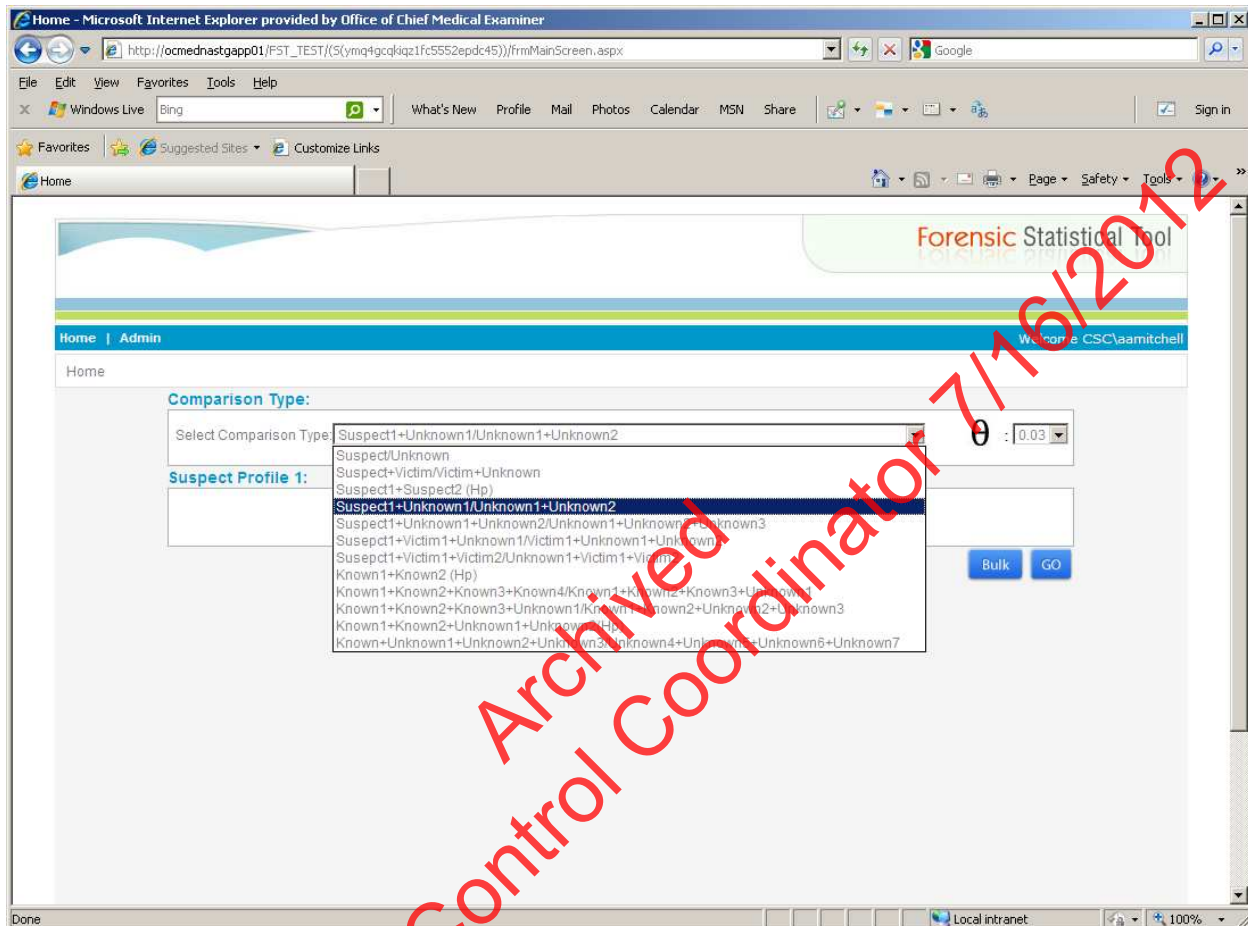 Home - Microsoft Internet Explorer provided by Office of Chief Medical Examiner
http://ocmednastgapp01/FST_TEST/(S(ymq4gcqkiqz1fc5552epdc45))/frmMainScreen.aspx
Google
File Edit View Favorites Tools Help
X Windows Live Bing What's New Profile Mail Photos Calendar MSN Share Sign in
Favorites Suggested Sites Customize Links
Home Page Safety Tools »
Forensic Statistical Tool
Home | Admin Welcome CSC\aamitchell
Home
Comparison Type:
Select Comparison Type: Suspect1+Unknown1/Unknown1+Unknown2 θ : 0.03
Suspect/Unknown
Suspect+Victim/Victim+Unknown
Suspect1+Suspect2 (Hp)
Suspect1+Unknown1/Unknown1+Unknown2
Suspect1+Unknown1+Unknown2/Unknown1+Unknown2+Unknown3
Susepct1+Victim1+Unknown1/Victim1+Unknown1+Unknown2
Susepct1+Victim1+Victim2/Unknown1+Victim1+Victim2
Known1+Known2 (Hp)
Known1+Known2+Known3+Known4/Known1+Known2+Known3+Unknown1
Known1+Known2+Known3+Unknown1/Known1+Known2+Unknown2+Unknown3
Known1+Known2+Unknown1+Unknown2(Hp)
Known+Unknown1+Unknown2+Unknown3/Unknown4+Unknown5+Unknown6+Unknown7
Suspect Profile 1:
Bulk GO
Archived
Control Coordinator 7/16/2012
Done Local intranet 100%